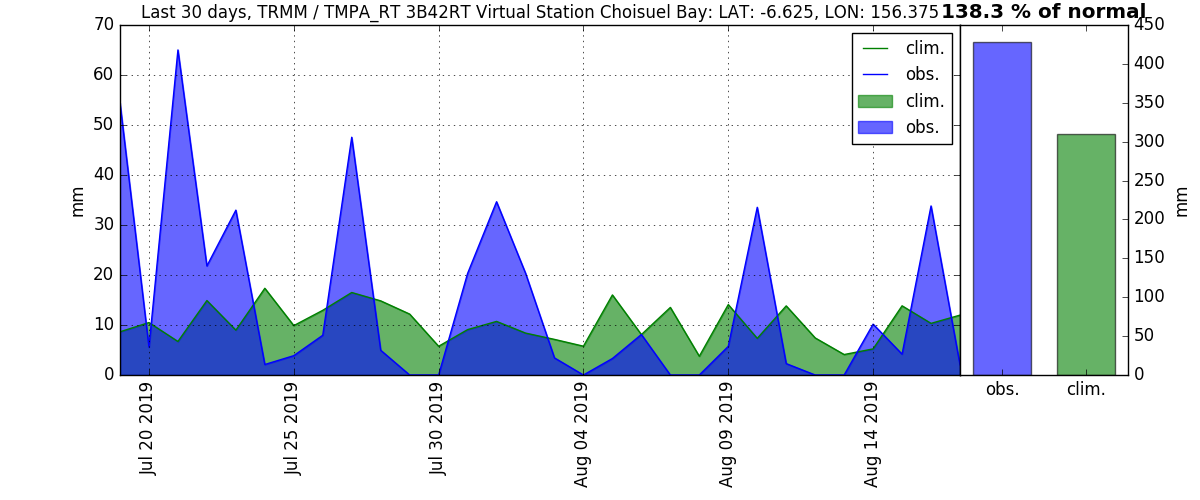 Last 30 days, TRMM / TMPA_RT 3B42RT Virtual Station Choisuel Bay: LAT: -6.625, LON: 156.375
138.3 % of normal
70
60
50
40
30
20
10
0
mm
clim.
obs.
clim.
obs.
Jul 20 2019
Jul 25 2019
Jul 30 2019
Aug 04 2019
Aug 09 2019
Aug 14 2019
450
400
350
300
250
200
150
100
50
0
mm
obs.
clim.